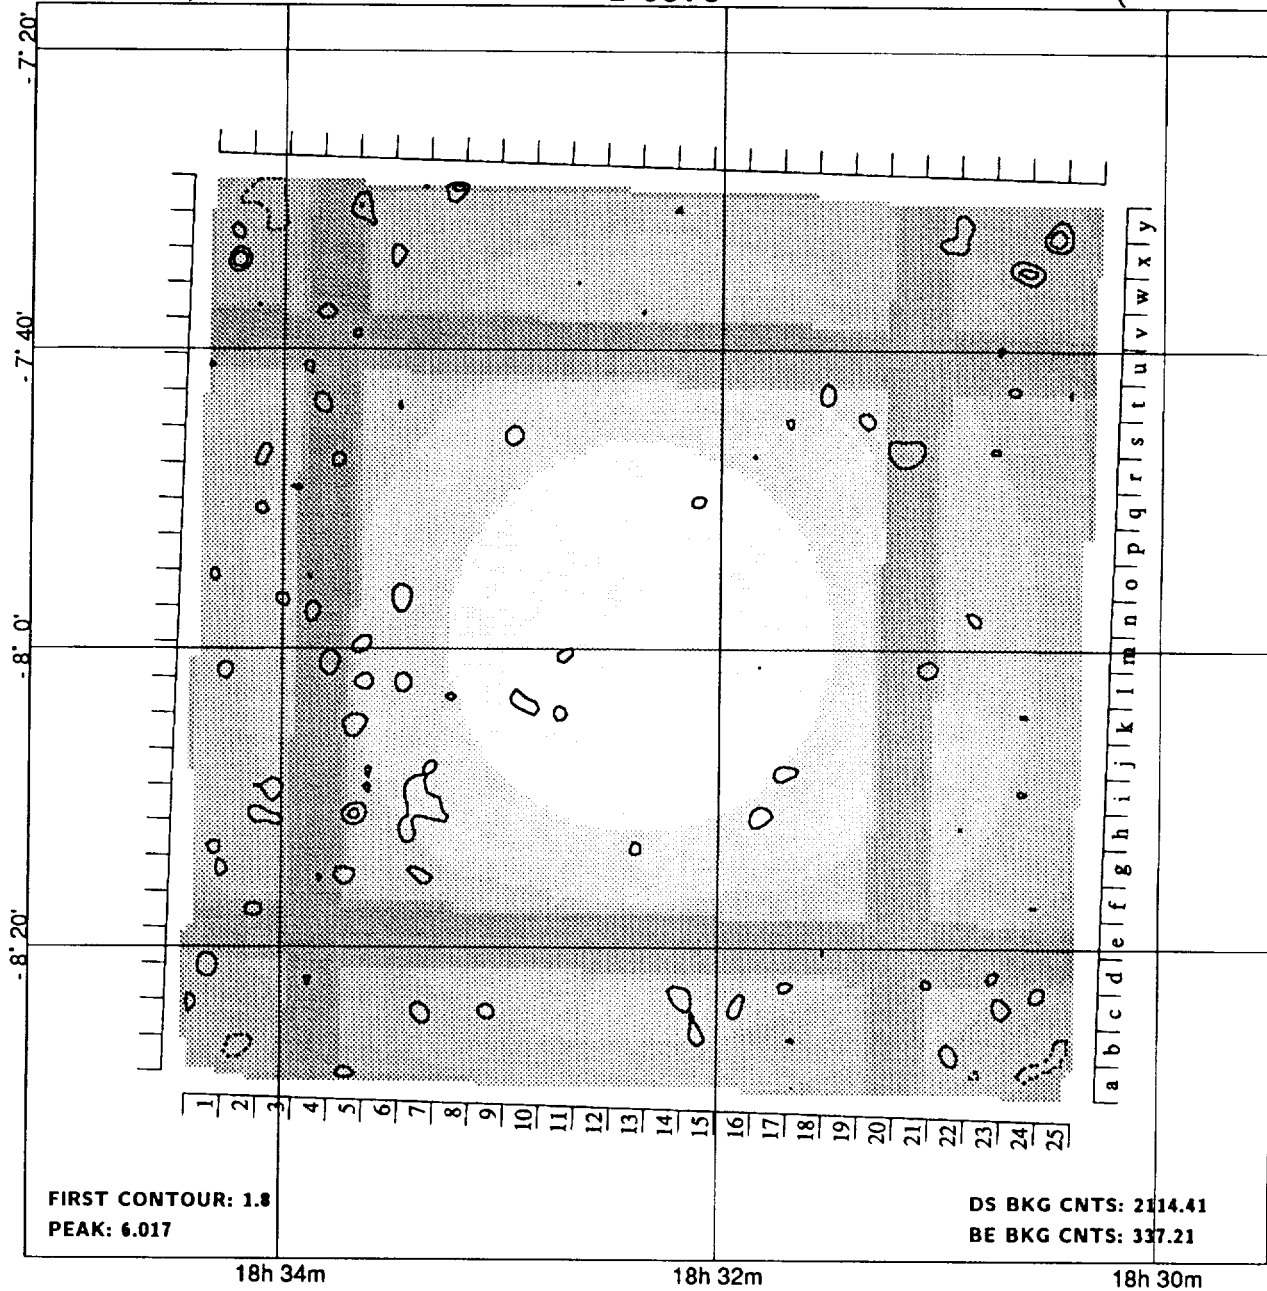 -7° 20'
-7° 40'
-8° 0'
-8° 20'
y
x
w
v
u
t
s
r
q
p
o
n
m
l
k
j
i
h
g
f
e
d
c
b
a
1 2 3 4 5 6 7 8 9 10 11 12 13 14 15 16 17 18 19 20 21 22 23 24 25
FIRST CONTOUR: 1.8
PEAK: 6.017
DS BKG CNTS: 2114.41
BE BKG CNTS: 337.21
18h 34m 18h 32m 18h 30m